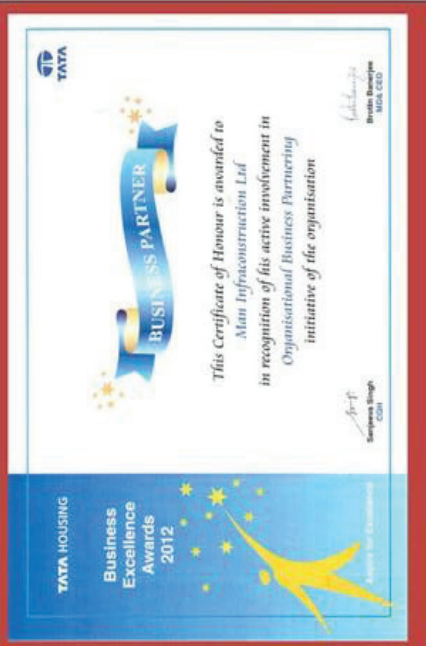 TATA HOUSING
Business
Excellence
Awards
2012
Aspire for Excellence
TATA
BUSINESS PARTNER
This Certificate of Honour is awarded to
Man Infraconstruction Ltd
in recognition of his active involvement in
Organisational Business Partnering
initiative of the organisation
Sanjeeva Singh
CQH
Brotin Banerjee
MD& CEO